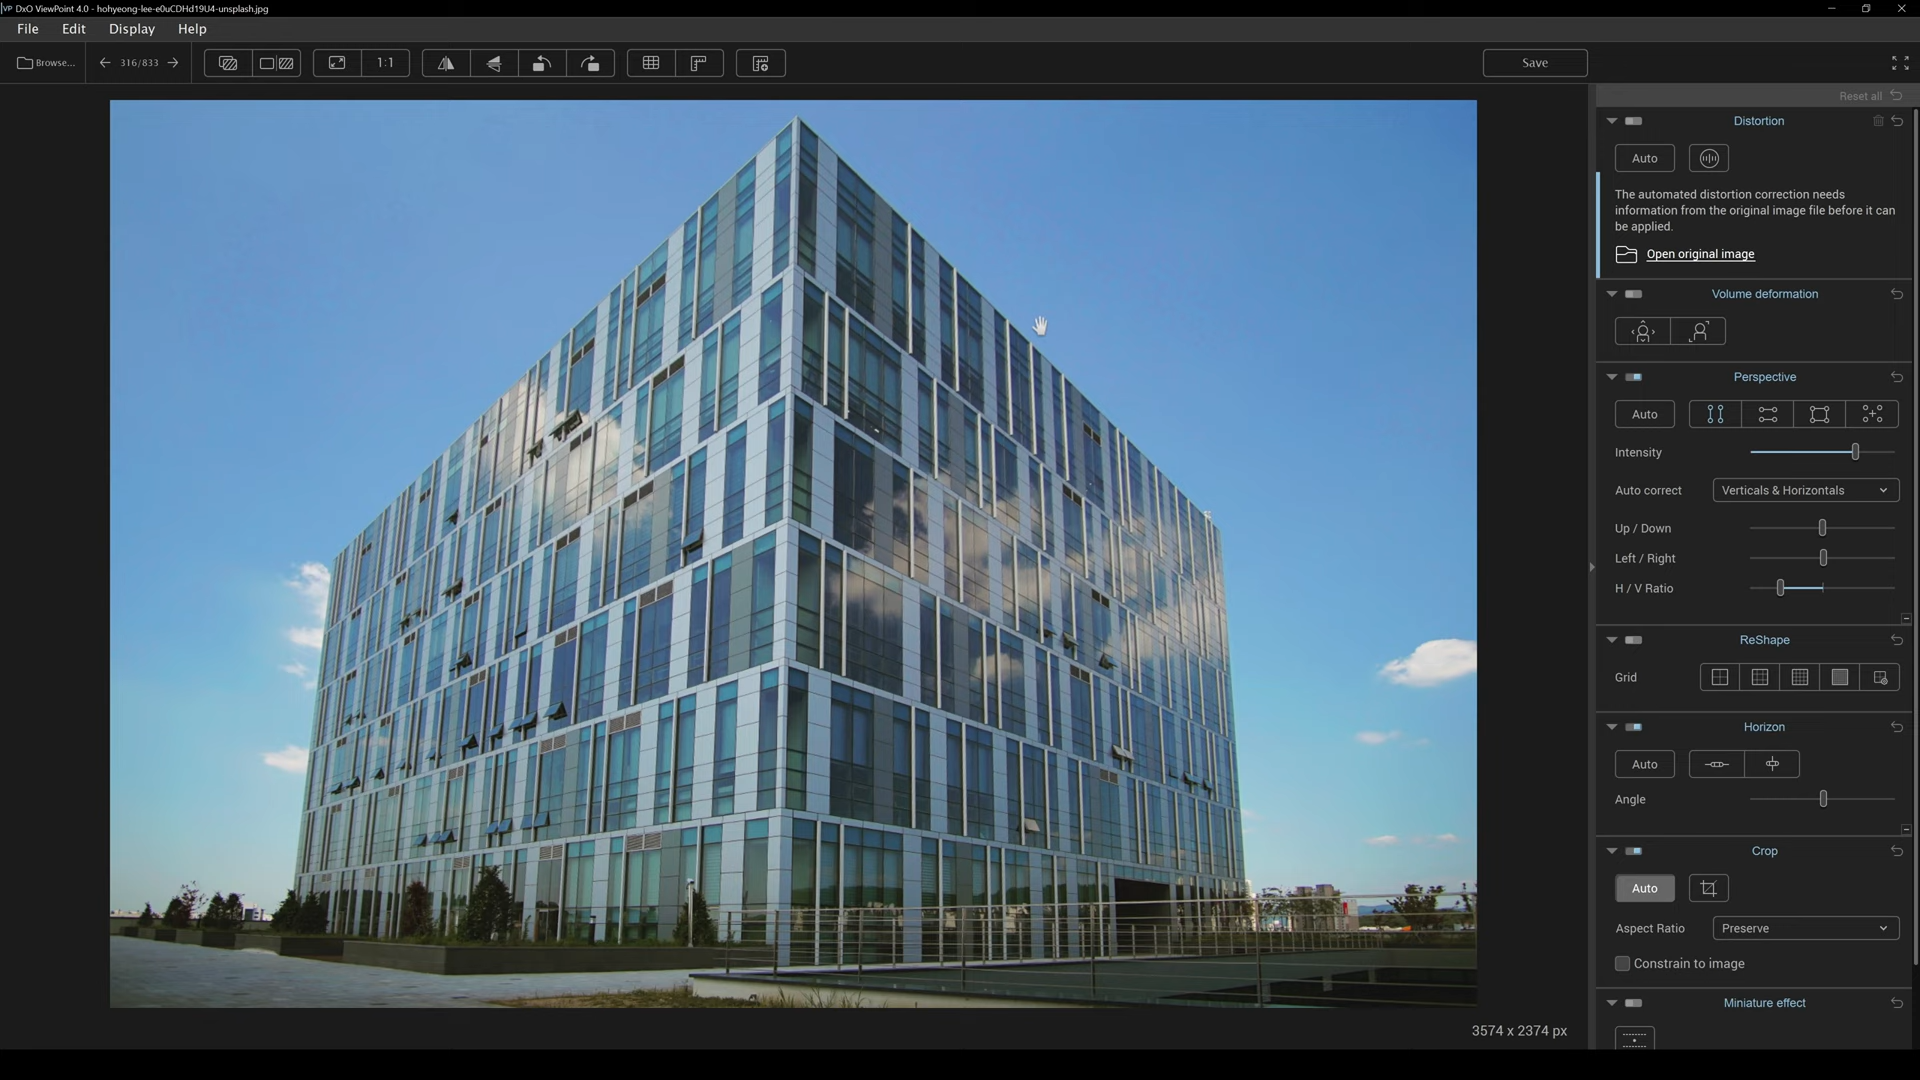 VP DxO ViewPoint 4.0 - hohyeong-lee-e0uCDHd19U4-unsplash.jpg
File Edit Display Help
Browse... 316/833 1:1 Save
Reset all
Distortion
Auto
The automated distortion correction needs
information from the original image file before it can
be applied.
Open original image
Volume deformation
Perspective
Auto
Intensity
Auto correct Verticals & Horizontals
Up / Down
Left / Right
H / V Ratio
ReShape
Grid
Horizon
Auto
Angle
Crop
Auto
Aspect Ratio Preserve
Constrain to image
Miniature effect
3574 x 2374 px